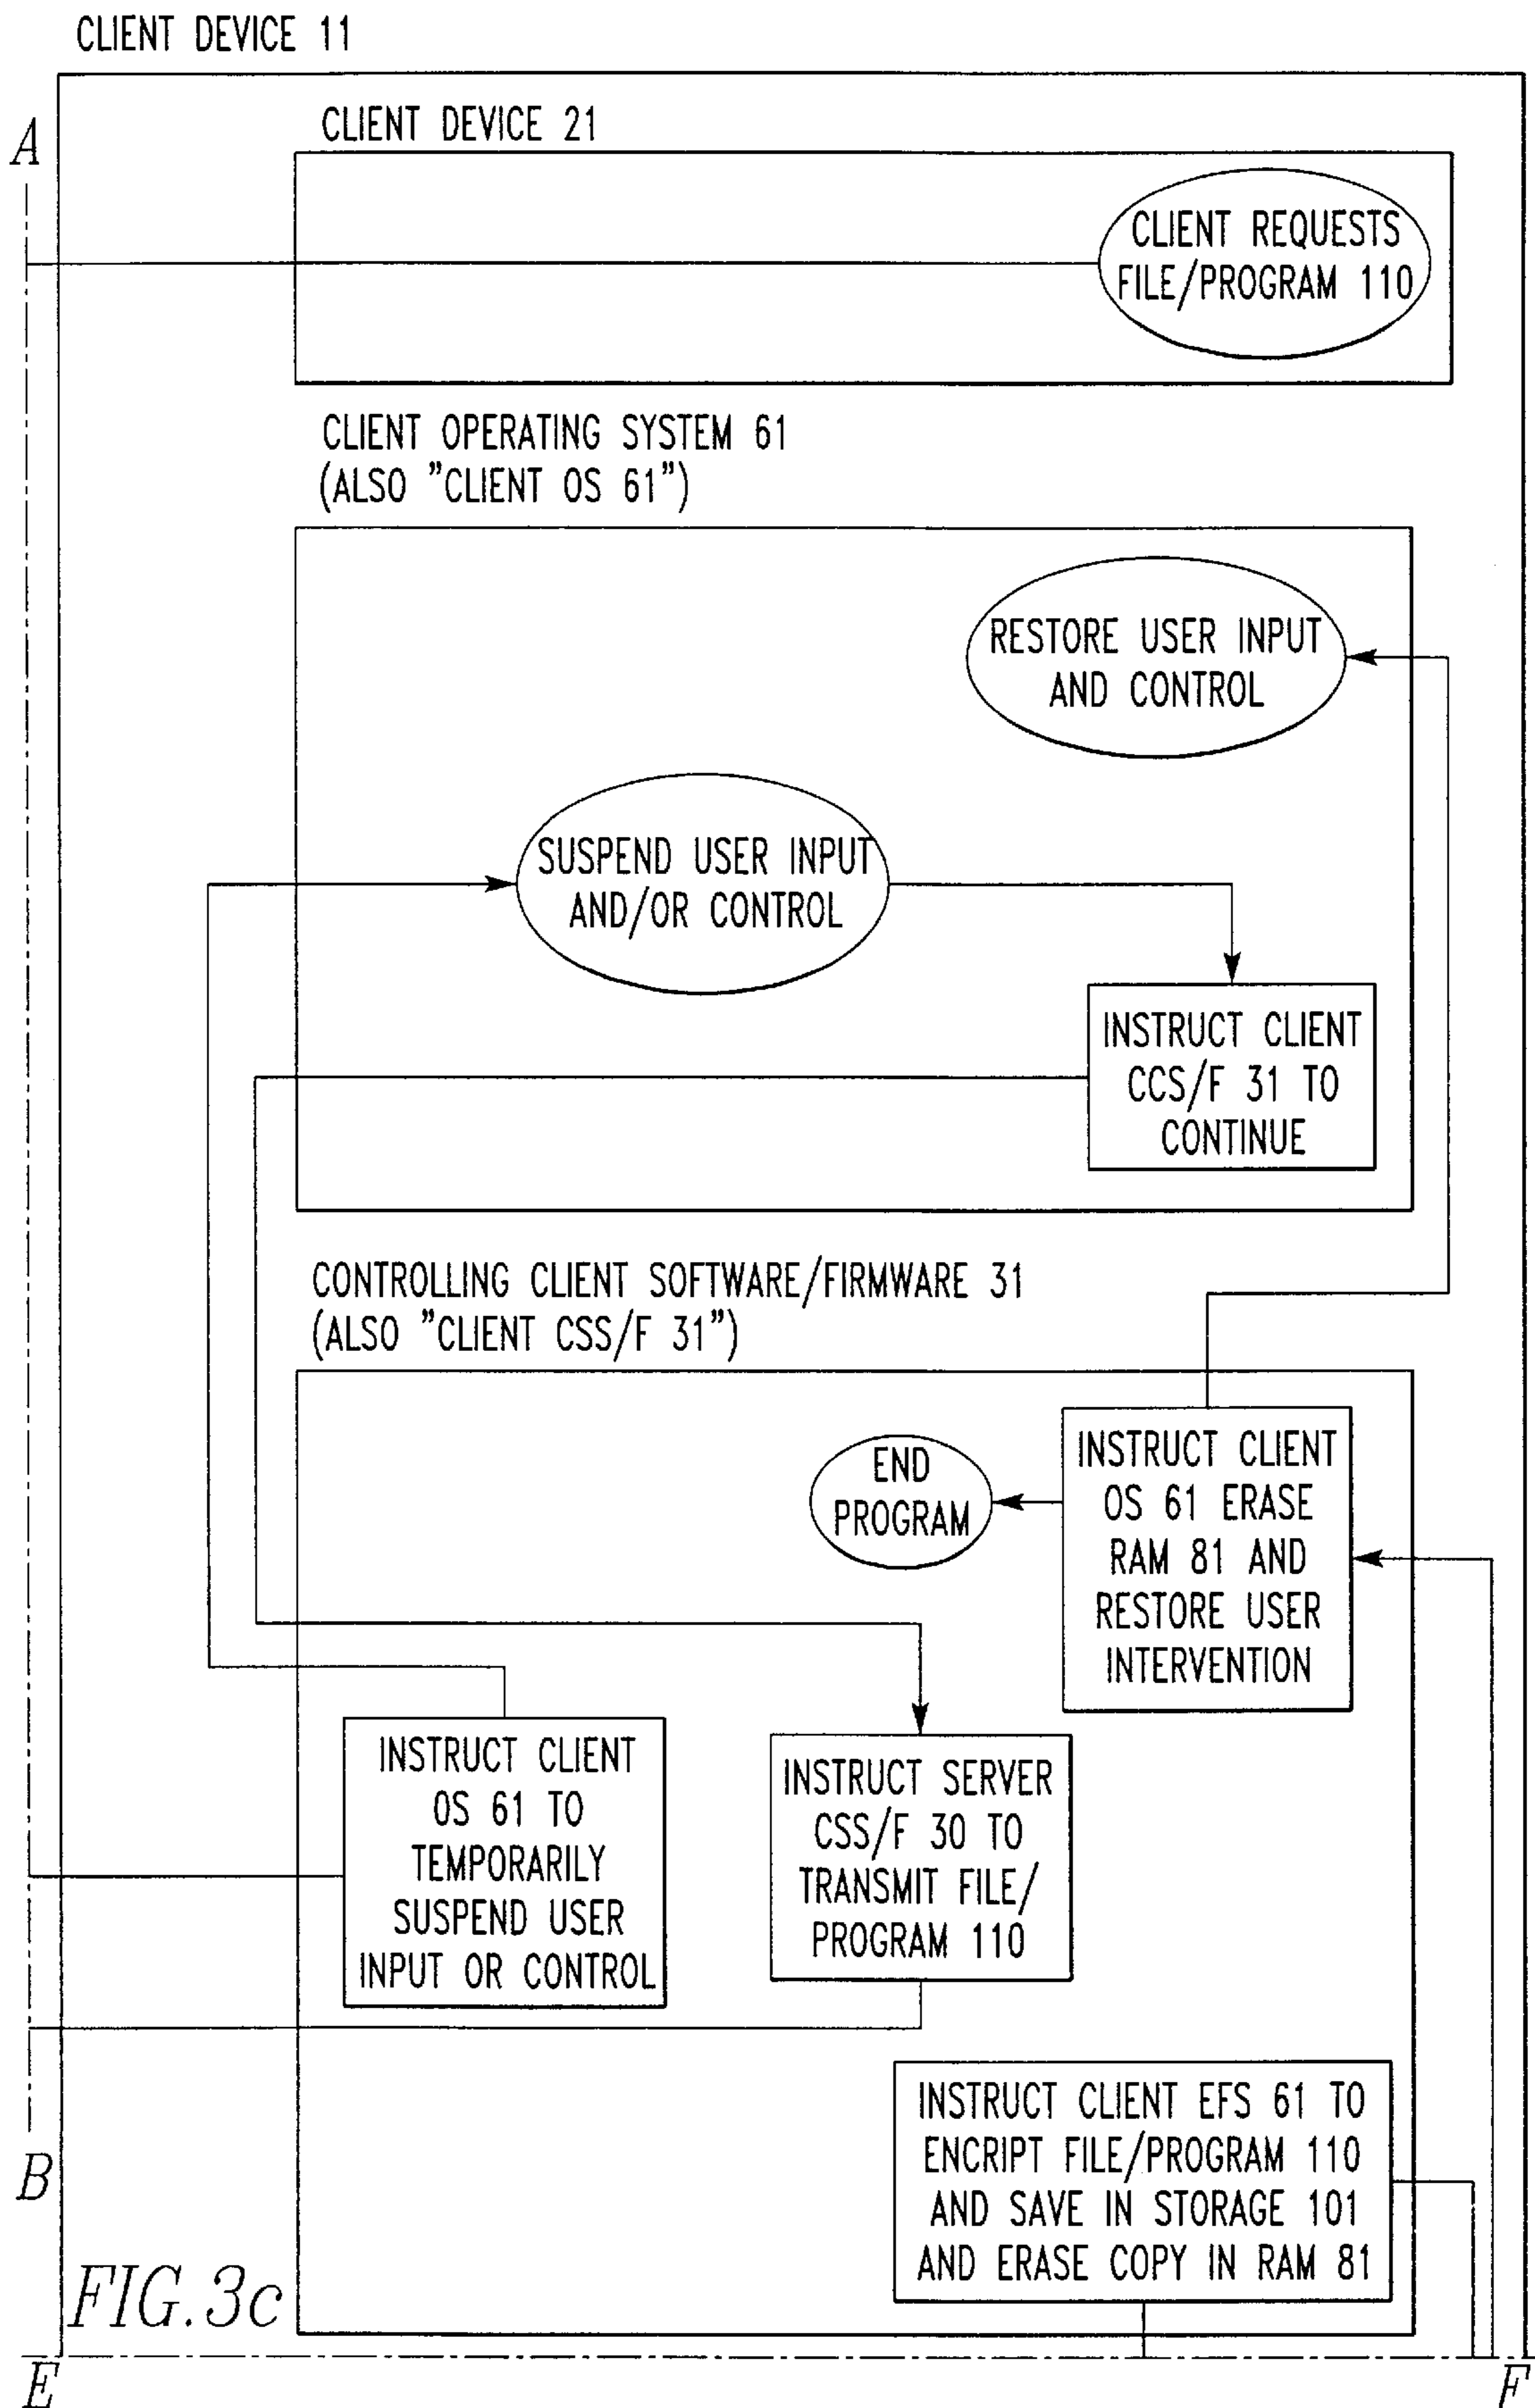 CLIENT DEVICE 11
A
CLIENT DEVICE 21
CLIENT REQUESTS
FILE/PROGRAM 110
CLIENT OPERATING SYSTEM 61
(ALSO "CLIENT OS 61")
RESTORE USER INPUT
AND CONTROL
SUSPEND USER INPUT
AND/OR CONTROL
INSTRUCT CLIENT
CCS/F 31 TO
CONTINUE
CONTROLLING CLIENT SOFTWARE/FIRMWARE 31
(ALSO "CLIENT CSS/F 31")
END
PROGRAM
INSTRUCT CLIENT
OS 61 ERASE
RAM 81 AND
RESTORE USER
INTERVENTION
INSTRUCT CLIENT
OS 61 TO
TEMPORARILY
SUSPEND USER
INPUT OR CONTROL
INSTRUCT SERVER
CSS/F 30 TO
TRANSMIT FILE/
PROGRAM 110
B
INSTRUCT CLIENT EFS 61 TO
ENCRIPT FILE/PROGRAM 110
AND SAVE IN STORAGE 101
AND ERASE COPY IN RAM 81
FIG.3c
E
F